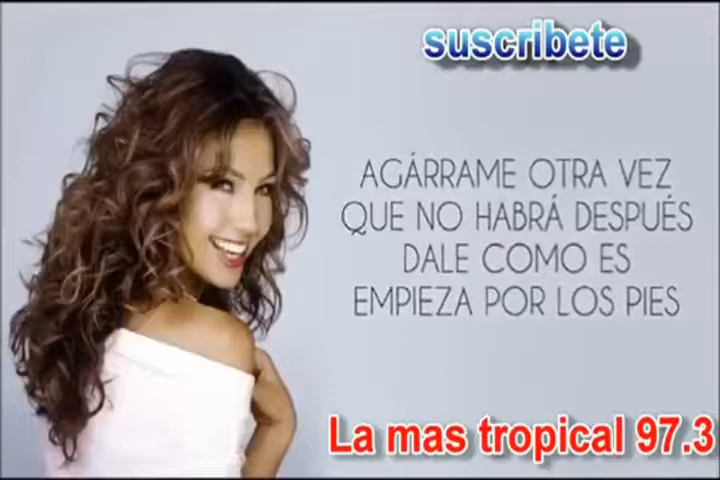 suscribete
AGÁRRAME OTRA VEZ
QUE NO HABRÁ DESPUÉS
DALE COMO ES
EMPIEZA POR LOS PIES
La mas tropical 97.3